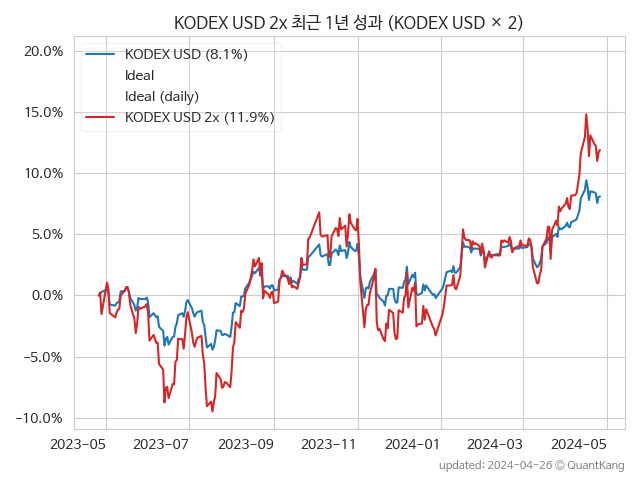 KODEX USD 2x 최근 1년 성과 (KODEX USD × 2)
KODEX USD (8.1%)
Ideal
Ideal (daily)
KODEX USD 2x (11.9%)
20.0%
15.0%
10.0%
5.0%
0.0%
−5.0%
−10.0%
2023-05 2023-07 2023-09 2023-11 2024-01 2024-03 2024-05
updated: 2024-04-26 © QuantKang